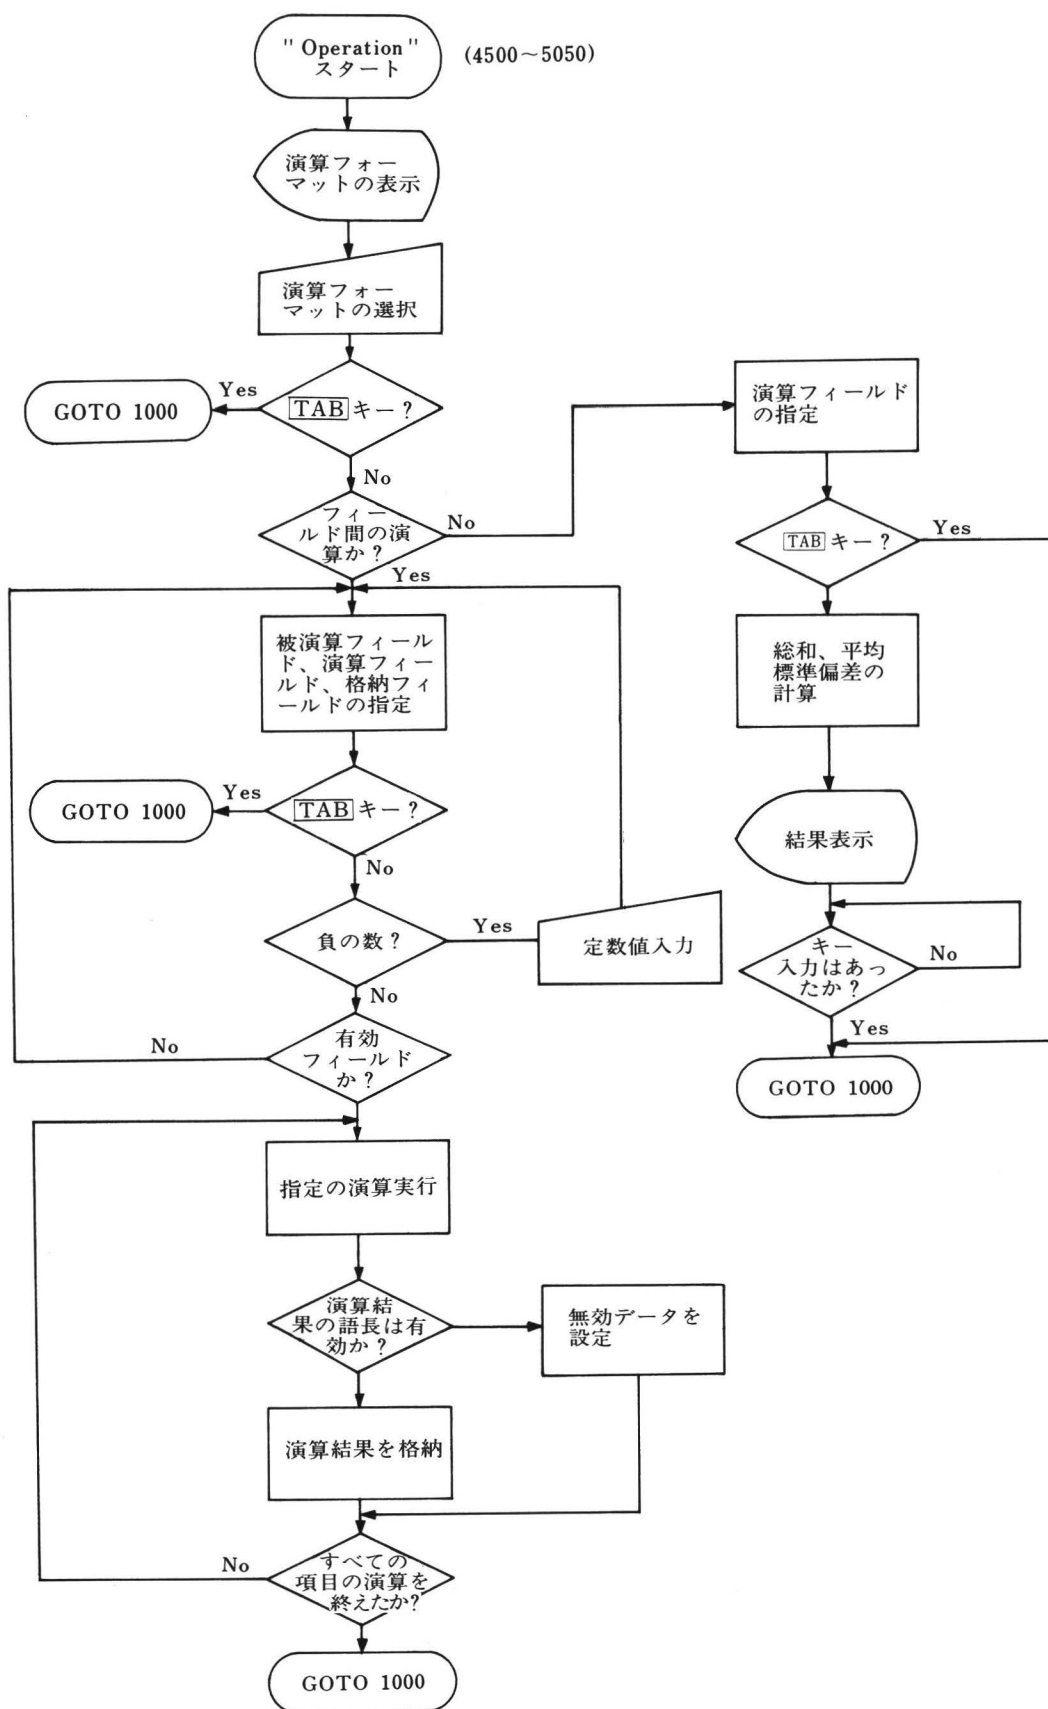 " Operation "
スタート
(4500～5050)
演算フォー
マットの表示
演算フォー
マットの選択
TABキー？
Yes
GOTO 1000
No
フィー
ルド間の演
算か？
No
Yes
被演算フィール
ド、演算フィー
ルド、格納フィ
ールドの指定
TABキー？
Yes
GOTO 1000
No
負の数？
Yes
定数値入力
No
有効
フィールド
か？
No
指定の演算実行
演算結
果の語長は有
効か？
無効データを
設定
演算結果を格納
すべての
項目の演算を
終えたか?
No
GOTO 1000
演算フィールド
の指定
TABキー？
Yes
総和、平均
標準偏差の
計算
結果表示
キー
入力はあっ
たか？
No
Yes
GOTO 1000